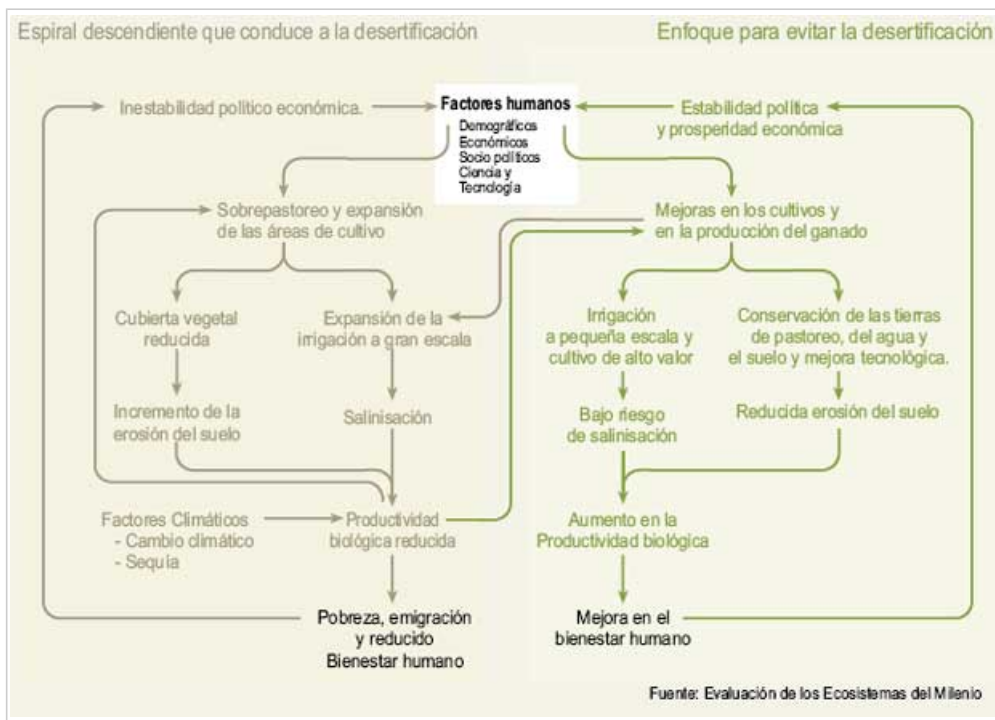 Espiral descendiente que conduce a la desertificación
Enfoque para evitar la desertificación
Inestabilidad político económica.
Factores humanos
Demográficos
Económicos
Socio políticos
Ciencia y
Tecnología
Estabilidad política
y prosperidad económica
Sobrepastoreo y expansión
de las áreas de cultivo
Mejoras en los cultivos y
en la producción del ganado
Cubierta vegetal
reducida
Expansión de la
irrigación a gran escala
Irrigación
a pequeña escala y
cultivo de alto valor
Conservación de las tierras
de pastoreo, del agua y
el suelo y mejora tecnológica.
Incremento de la
erosión del suelo
Salinisación
Bajo riesgo
de salinisación
Reducida erosión del suelo
Factores Climáticos
- Cambio climático
- Sequía
Productividad
biológica reducida
Aumento en la
Productividad biológica
Pobreza, emigración
y reducido
Bienestar humano
Mejora en el
bienestar humano
Fuente: Evaluación de los Ecosistemas del Milenio